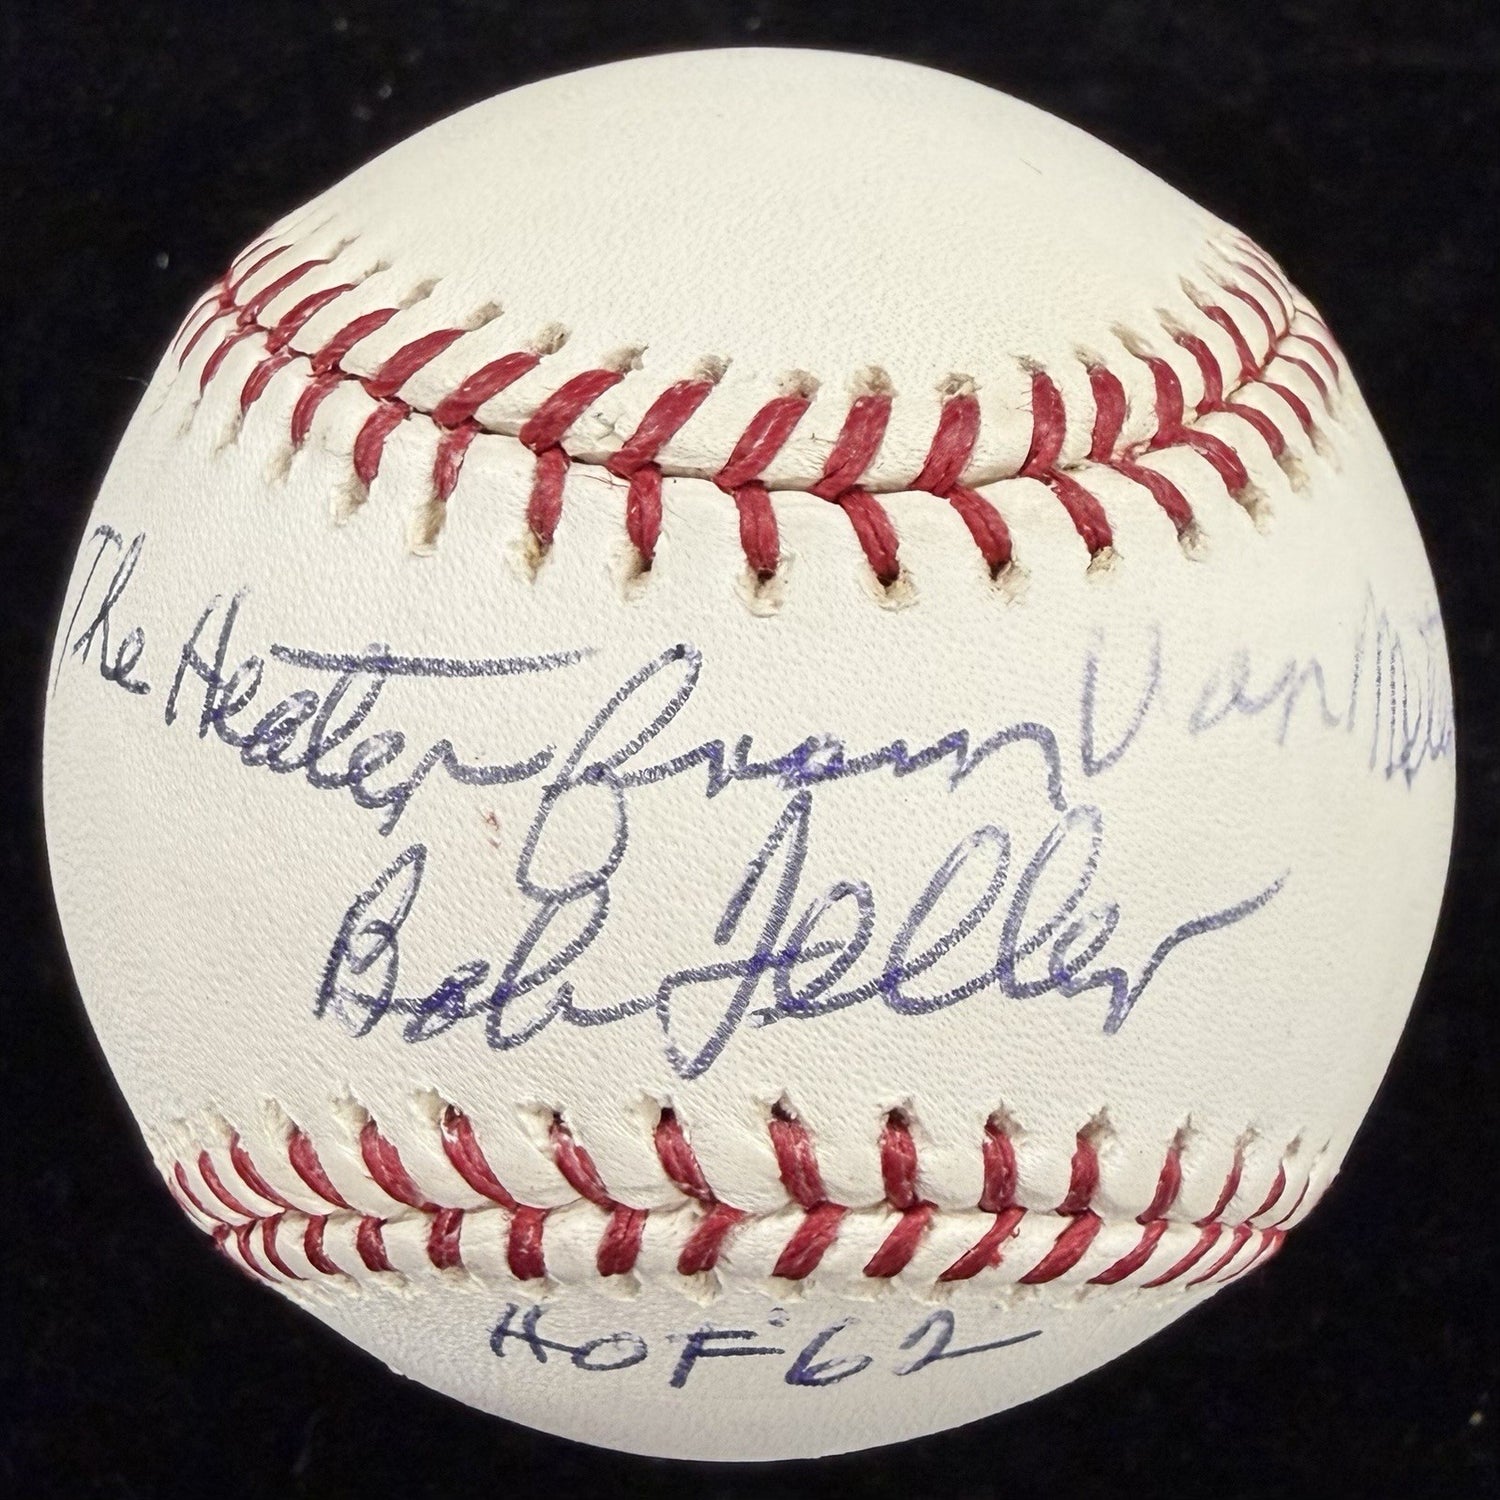 The Heater from Van Meter
Bob Feller
HOF '62